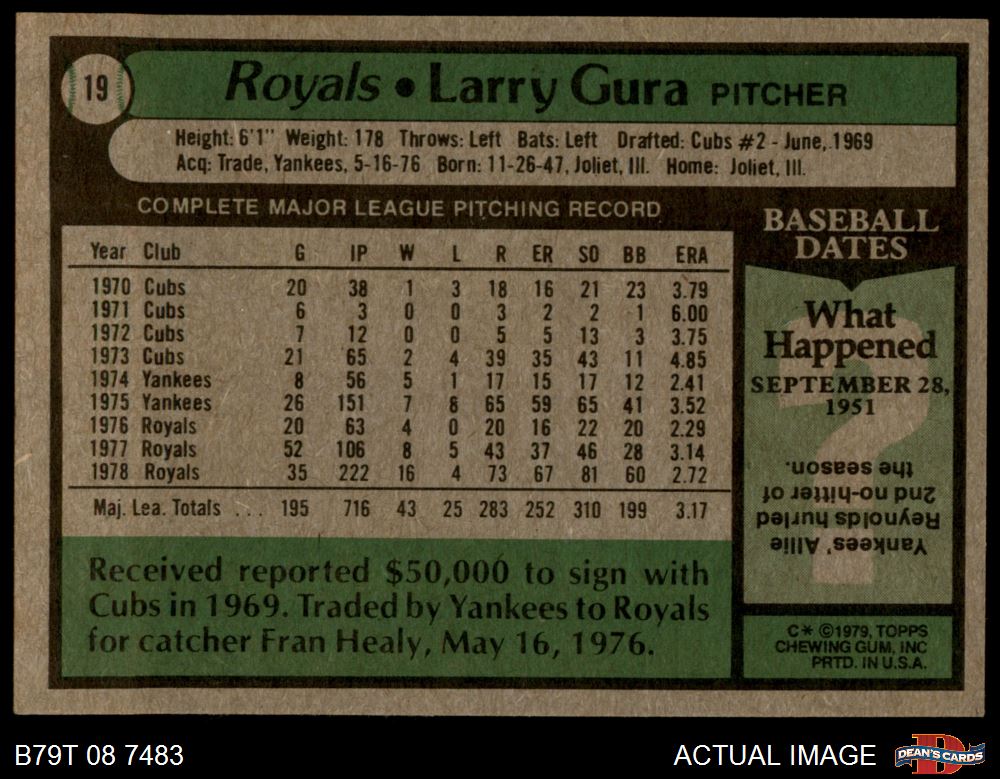 19
Royals • Larry Gura PITCHER
Height: 6'1" Weight: 178 Throws: Left Bats: Left Drafted: Cubs #2 - June, 1969
Acq: Trade, Yankees, 5-16-76 Born: 11-26-47, Joliet, Ill. Home: Joliet, Ill.
COMPLETE MAJOR LEAGUE PITCHING RECORD
Year Club G IP W L R ER SO BB ERA
1970 Cubs 20 38 1 3 18 16 21 23 3.79
1971 Cubs 6 3 0 0 3 2 2 1 6.00
1972 Cubs 7 12 0 0 5 5 13 3 3.75
1973 Cubs 21 65 2 4 39 35 43 11 4.85
1974 Yankees 8 56 5 1 17 15 17 12 2.41
1975 Yankees 26 151 7 8 65 59 65 41 3.52
1976 Royals 20 63 4 0 20 16 22 20 2.29
1977 Royals 52 106 8 5 43 37 46 28 3.14
1978 Royals 35 222 16 4 73 67 81 60 2.72
Maj. Lea. Totals ... 195 716 43 25 283 252 310 199 3.17
Received reported $50,000 to sign with
Cubs in 1969. Traded by Yankees to Royals
for catcher Fran Healy, May 16, 1976.
BASEBALL
DATES
What
Happened
SEPTEMBER 28,
1951
?
Yankees' Allie
Reynolds hurled
2nd no-hitter of
the season.
C* ©1979, TOPPS
CHEWING GUM, INC
PRTD. IN U.S.A.
B79T 08 7483
ACTUAL IMAGE
DEAN'S CARDS